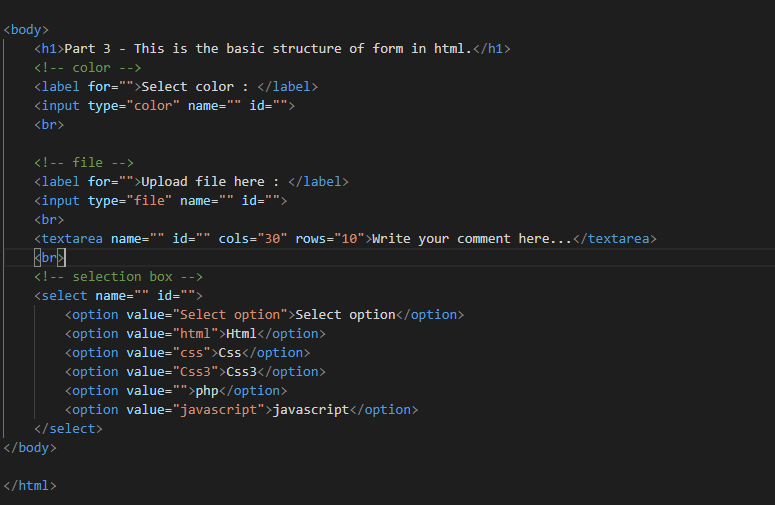 <body>
<h1>Part 3 - This is the basic structure of form in html.</h1>
<!-- color -->
<label for="">Select color : </label>
<input type="color" name="" id="">
<br>
<!-- file -->
<label for="">Upload file here : </label>
<input type="file" name="" id="">
<br>
<textarea name="" id="" cols="30" rows="10">Write your comment here...</textarea>
<br>
<!-- selection box -->
<select name="" id="">
<option value="Select option">Select option</option>
<option value="html">Html</option>
<option value="css">Css</option>
<option value="Css3">Css3</option>
<option value="">php</option>
<option value="javascript">javascript</option>
</select>
</body>
</html>